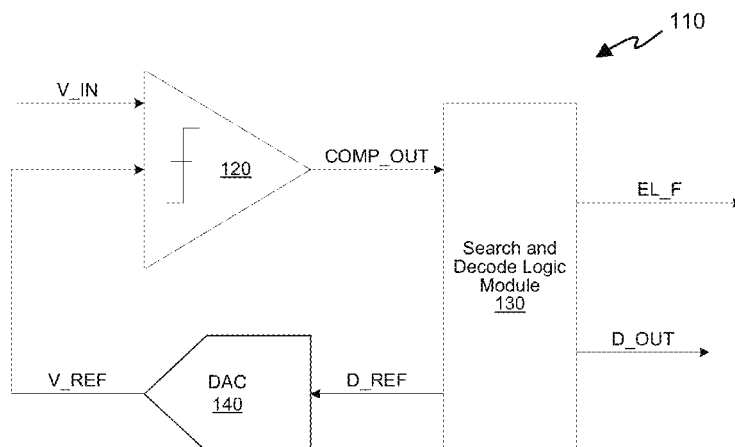 110
V_IN
120
COMP_OUT
EL_F
Search and
Decode Logic
Module
130
D_OUT
V_REF
DAC
140
D_REF